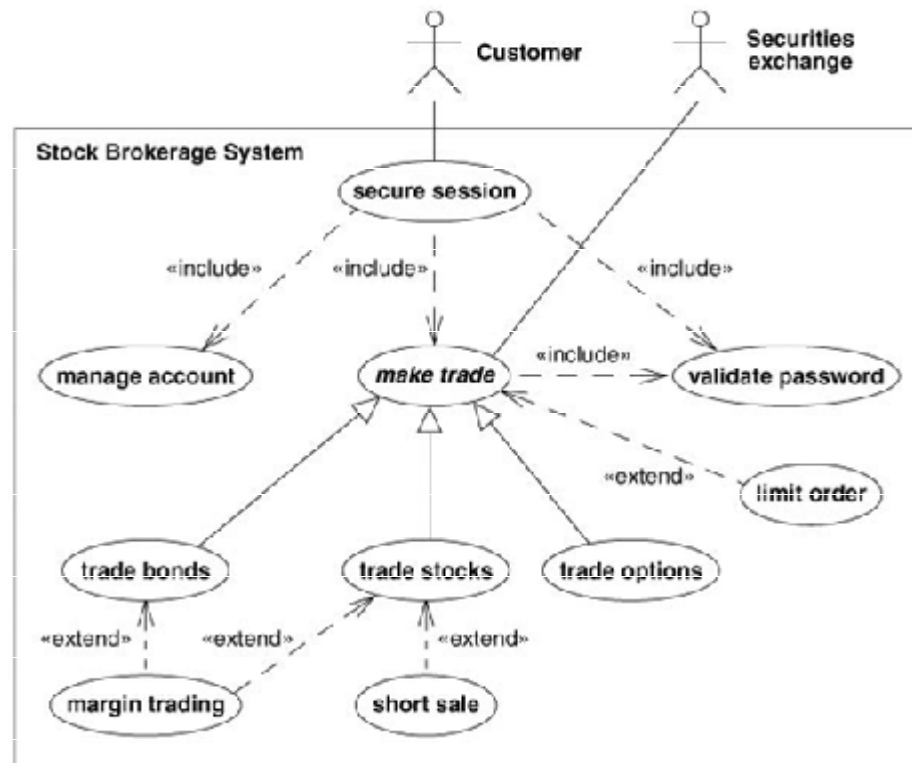 Customer
Securities
exchange
Stock Brokerage System
secure session
«include»
«include»
«include»
manage account
make trade
«include»
validate password
«extend»
limit order
trade bonds
trade stocks
trade options
«extend»
«extend»
«extend»
margin trading
short sale